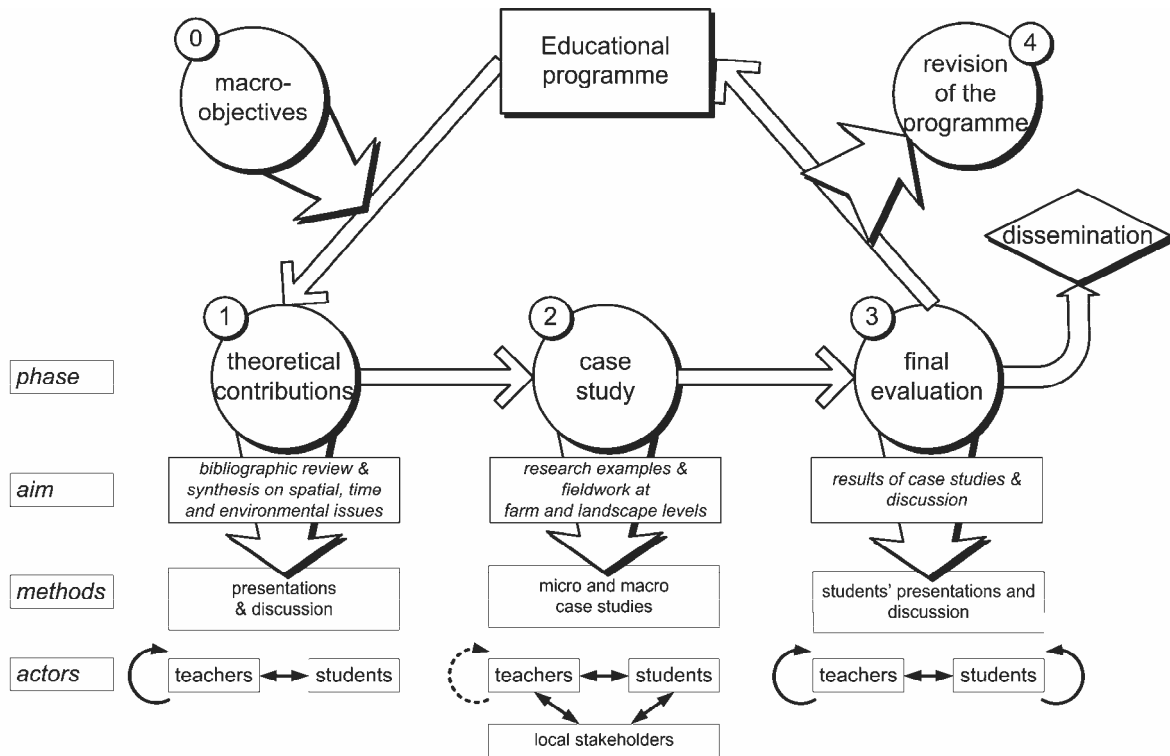 0
macro-
objectives
Educational
programme
4
revision
of the
programme
dissemination
1
theoretical
contributions
2
case
study
3
final
evaluation
phase
aim
bibliographic review &
synthesis on spatial, time
and environmental issues
research examples &
fieldwork at
farm and landscape levels
results of case studies &
discussion
methods
presentations
& discussion
micro and macro
case studies
students' presentations and
discussion
actors
teachers
students
teachers
students
teachers
students
local stakeholders